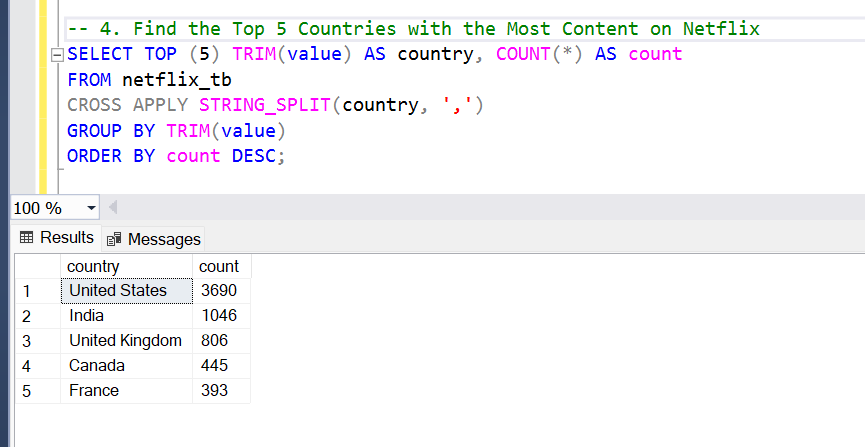 -- 4. Find the Top 5 Countries with the Most Content on Netflix
SELECT TOP (5) TRIM(value) AS country, COUNT(*) AS count
FROM netflix_tb
CROSS APPLY STRING_SPLIT(country, ',')
GROUP BY TRIM(value)
ORDER BY count DESC;
100 %
Results Messages
country count
1 United States 3690
2 India 1046
3 United Kingdom 806
4 Canada 445
5 France 393